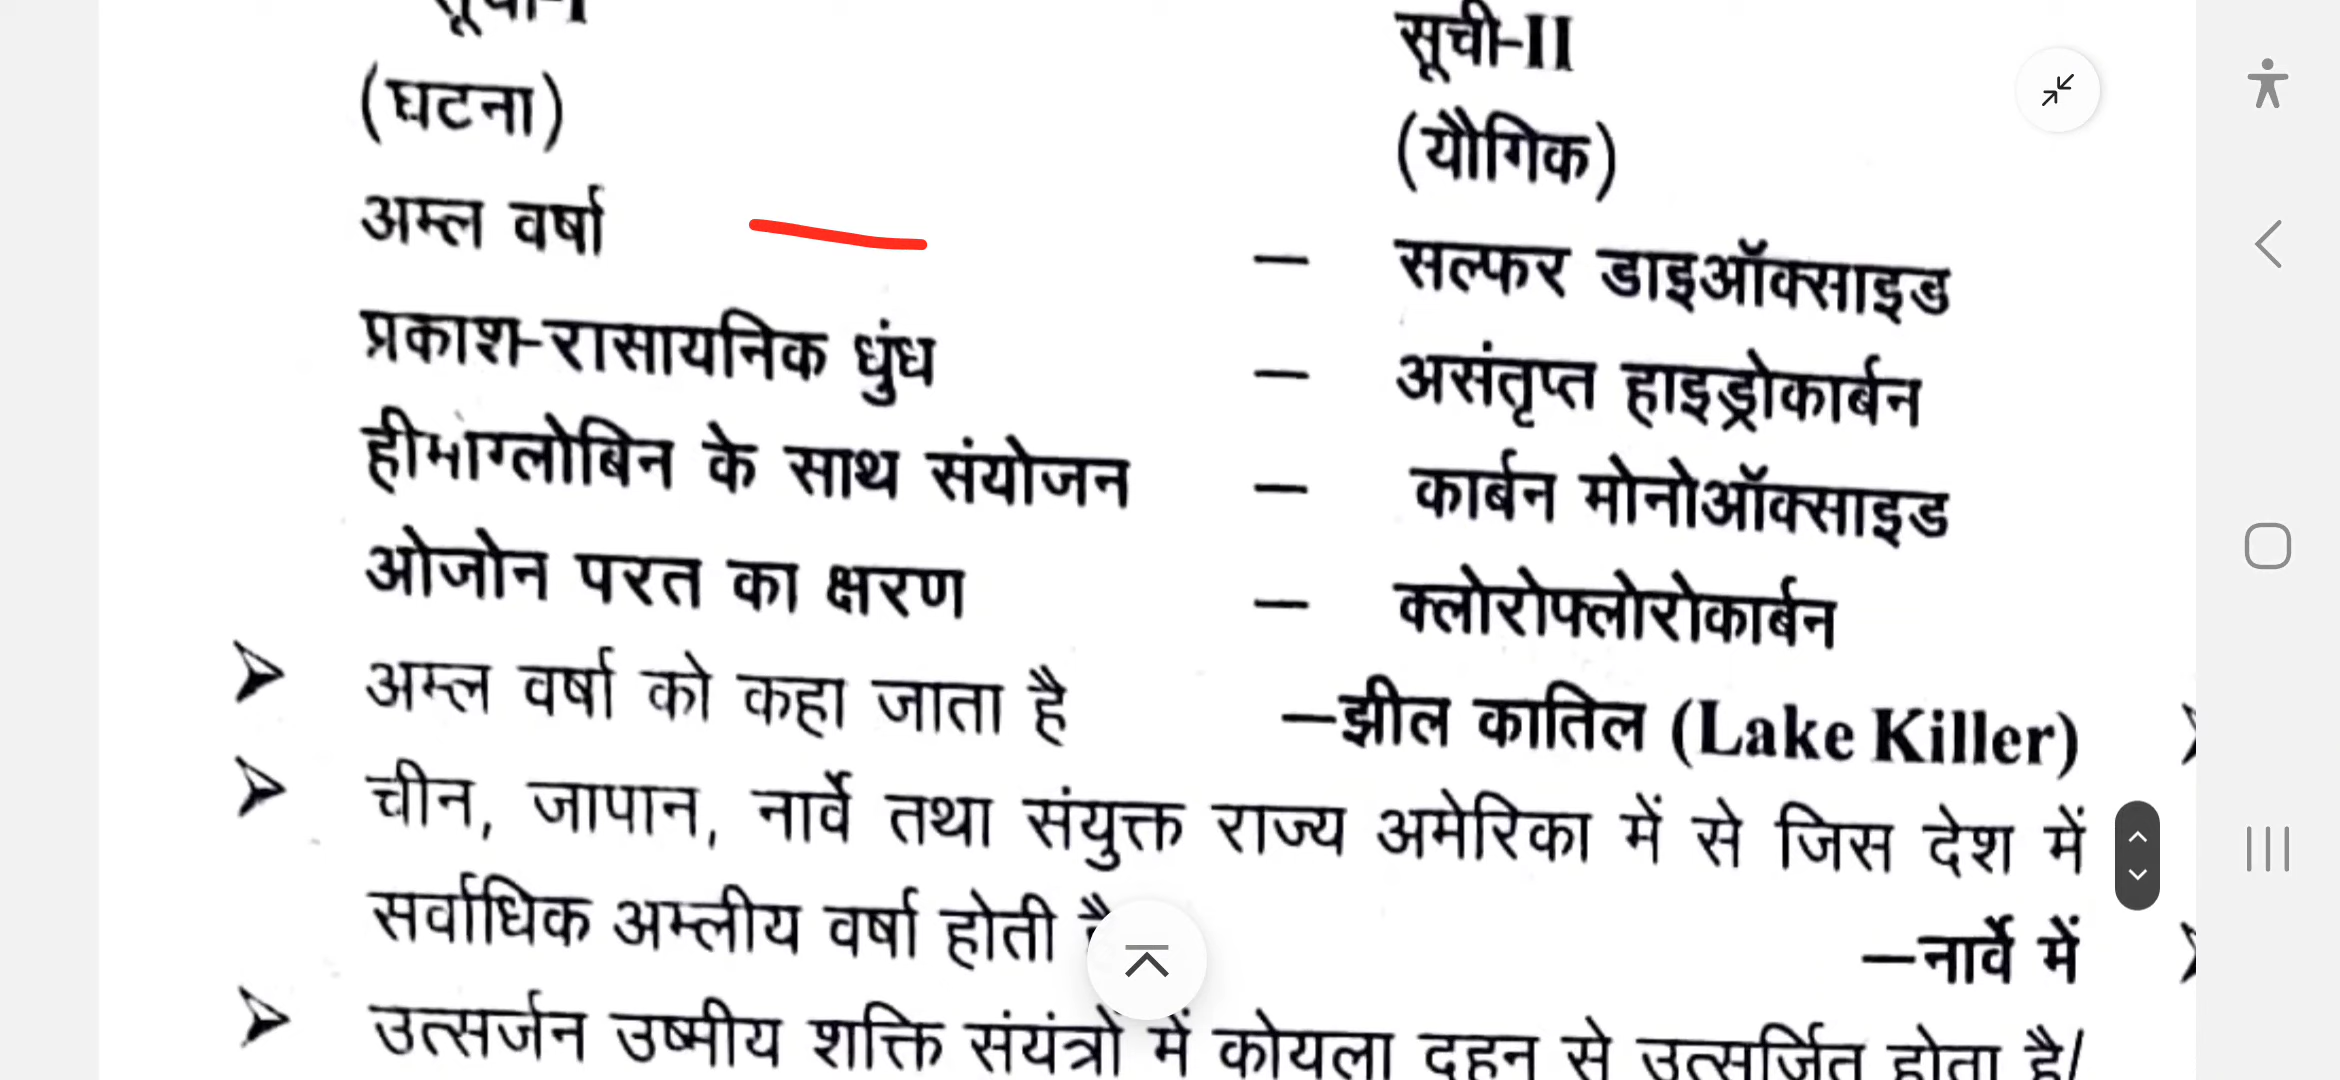 सूची-I
सूची-II
(घटना)
(यौगिक)
अम्ल वर्षा — सल्फर डाइऑक्साइड
प्रकाश-रासायनिक धुंध — असंतृप्त हाइड्रोकार्बन
हीमोग्लोबिन के साथ संयोजन — कार्बन मोनोऑक्साइड
ओजोन परत का क्षरण — क्लोरोफ्लोरोकार्बन
➢ अम्ल वर्षा को कहा जाता है —झील कातिल (Lake Killer)
➢ चीन, जापान, नार्वे तथा संयुक्त राज्य अमेरिका में से जिस देश में
सर्वाधिक अम्लीय वर्षा होती है —नार्वे में
➢ उत्सर्जन उष्मीय शक्ति संयंत्रो में कोयला दहन से उत्सर्जित होता है/